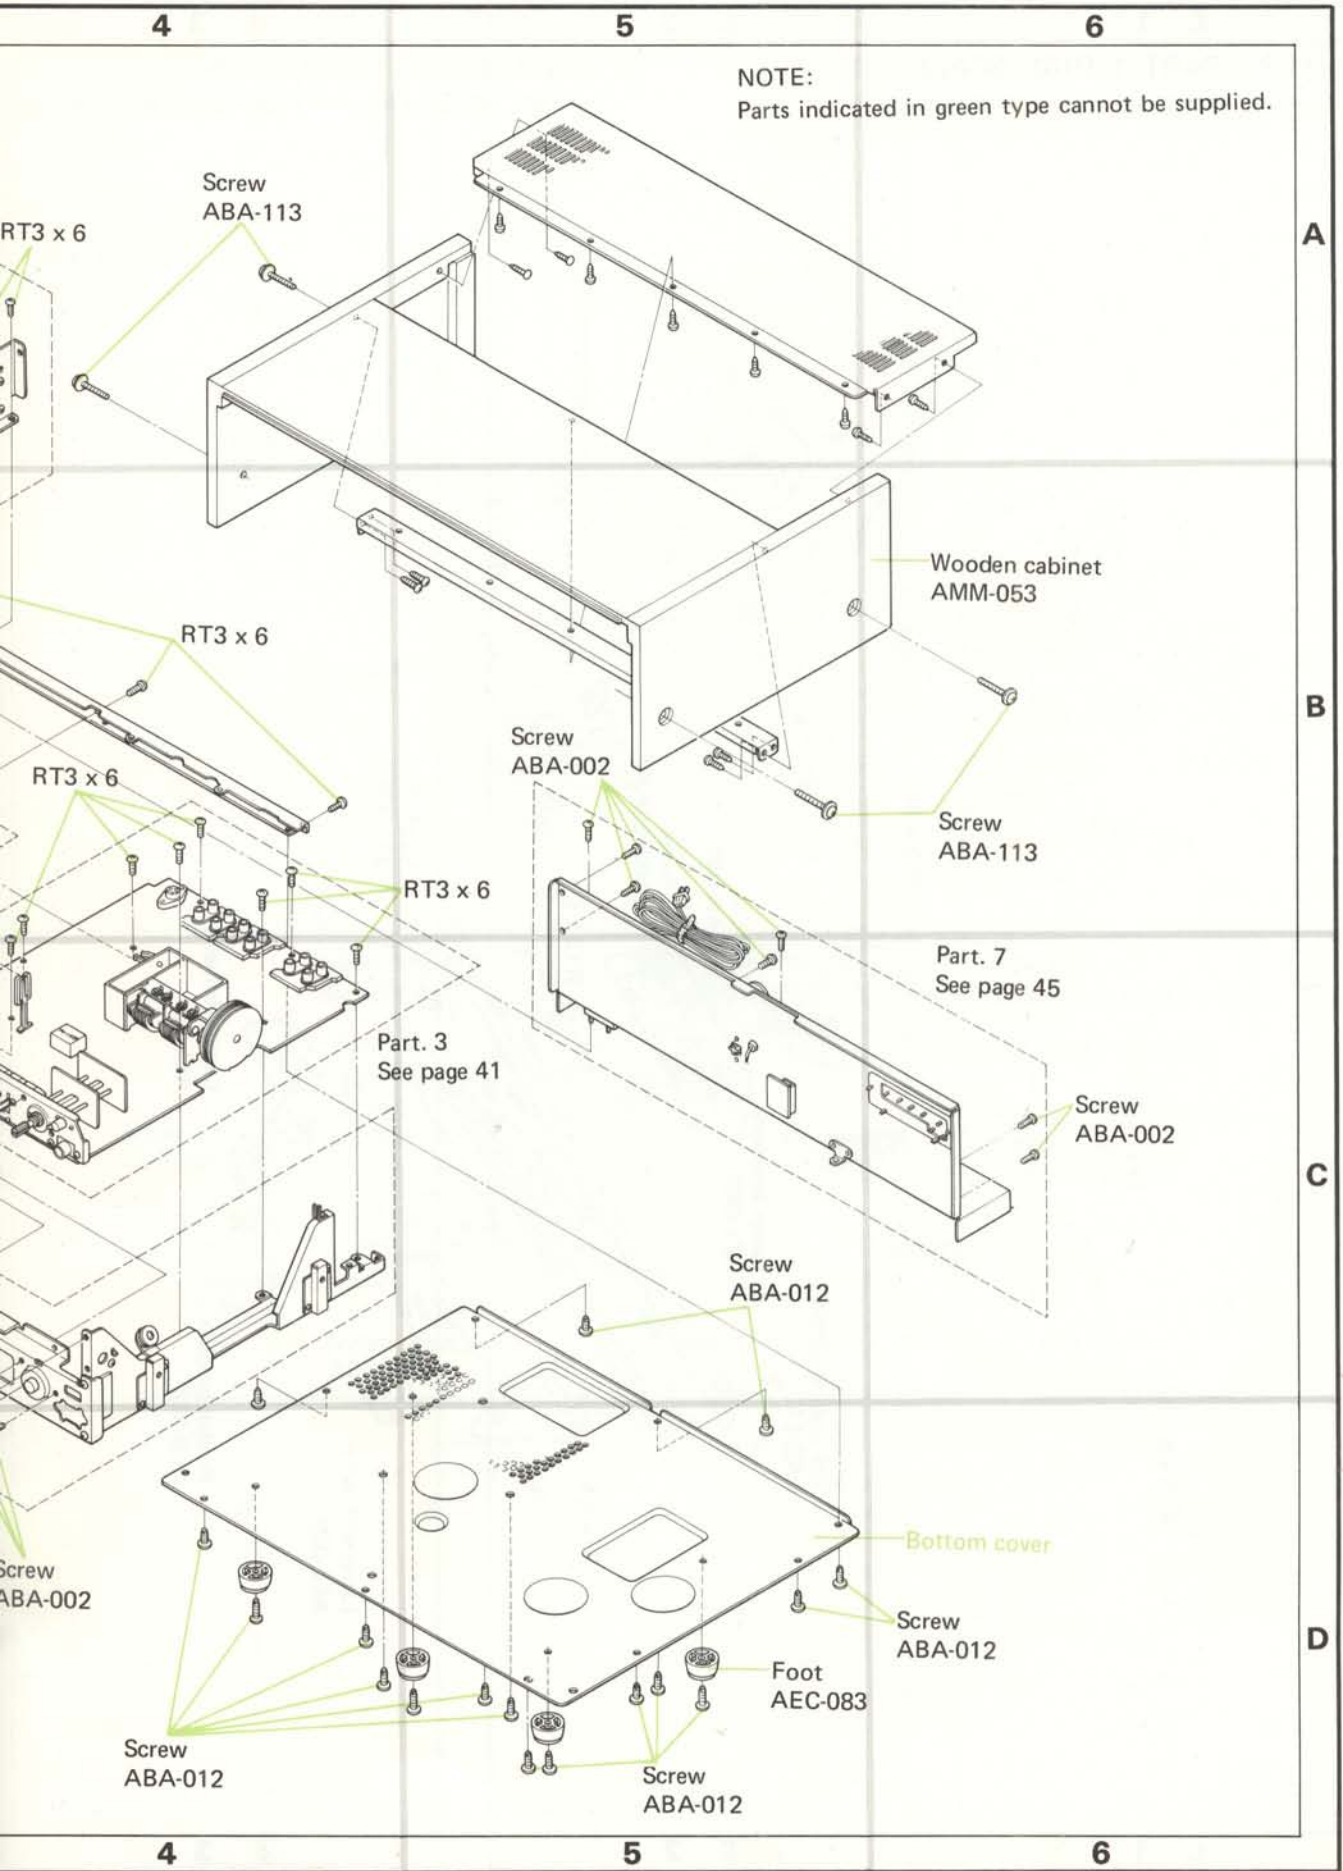 4
5
6
NOTE:
Parts indicated in green type cannot be supplied.
Screw
ABA-113
RT3 x 6
A
Wooden cabinet
AMM-053
RT3 x 6
B
Screw
ABA-002
RT3 x 6
Screw
ABA-113
RT3 x 6
Part. 7
See page 45
Part. 3
See page 41
Screw
ABA-002
C
Screw
ABA-012
Bottom cover
Screw
ABA-002
Screw
ABA-012
D
Foot
AEC-083
Screw
ABA-012
Screw
ABA-012
4
5
6